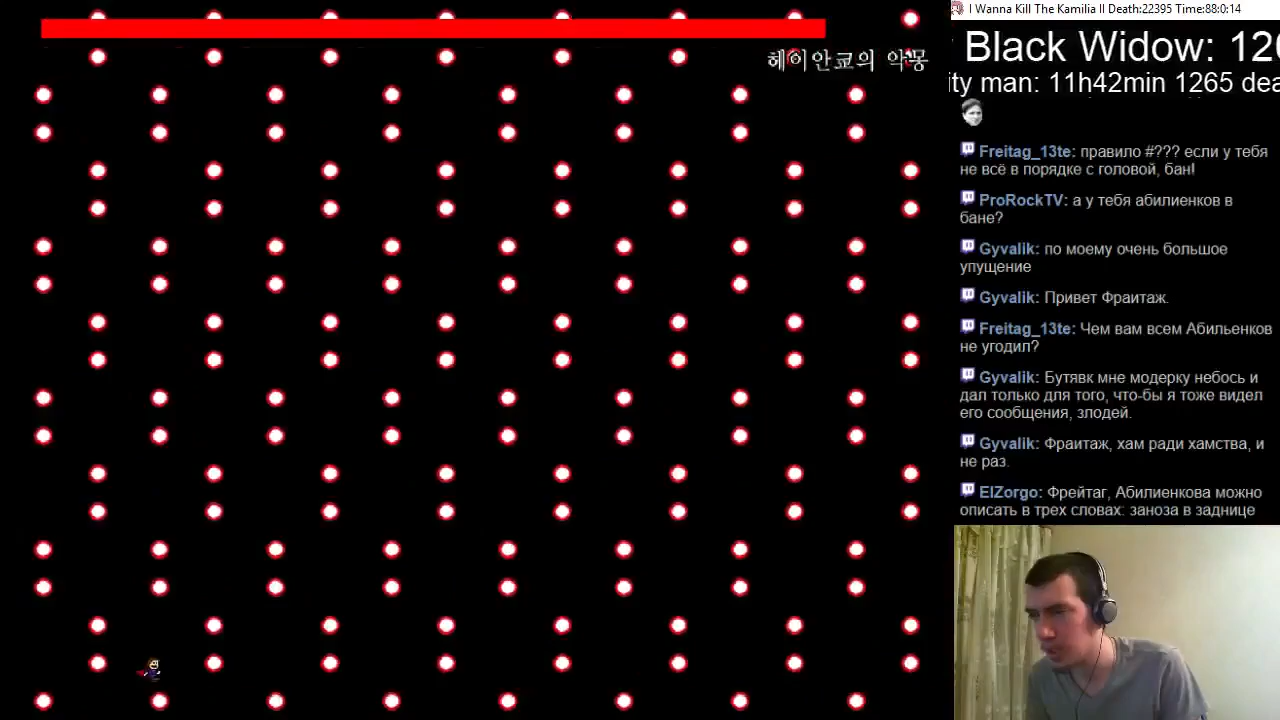 I Wanna Kill The Kamilia II Death:22395 Time:88:0:14
Black Widow: 120
ity man: 11h42min 1265 dea
헤이안쿄의 악몽
Freitag_13te: правило #??? если у тебя
не всё в порядке с головой, бан!
ProRockTV: а у тебя абилиенков в
бане?
Gyvalik: по моему очень большое
упущение
Gyvalik: Привет Фраитаж.
Freitag_13te: Чем вам всем Абильенков
не угодил?
Gyvalik: Бутявк мне модерку небось и
дал только для того, что-бы я тоже видел
его сообщения, злодей.
Gyvalik: Фраитаж, хам ради хамства, и
не раз.
ElZorgo: Фрейтаг, Абилиенкова можно
описать в трех словах: заноза в заднице